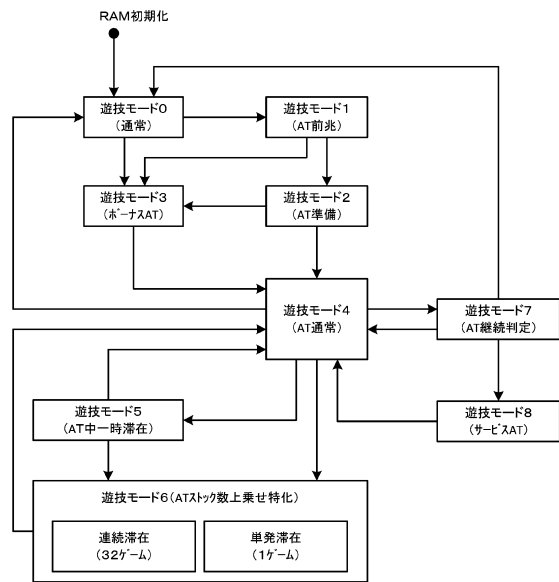 RAM初期化
遊技モード0
(通常)
遊技モード1
(AT前兆)
遊技モード3
(ボーナスAT)
遊技モード2
(AT準備)
遊技モード4
(AT通常)
遊技モード7
(AT継続判定)
遊技モード5
(AT中一時滞在)
遊技モード8
(サービスAT)
遊技モード6(ATストック数上乗せ特化)
連続滞在
(32ゲーム)
単発滞在
(1ゲーム)